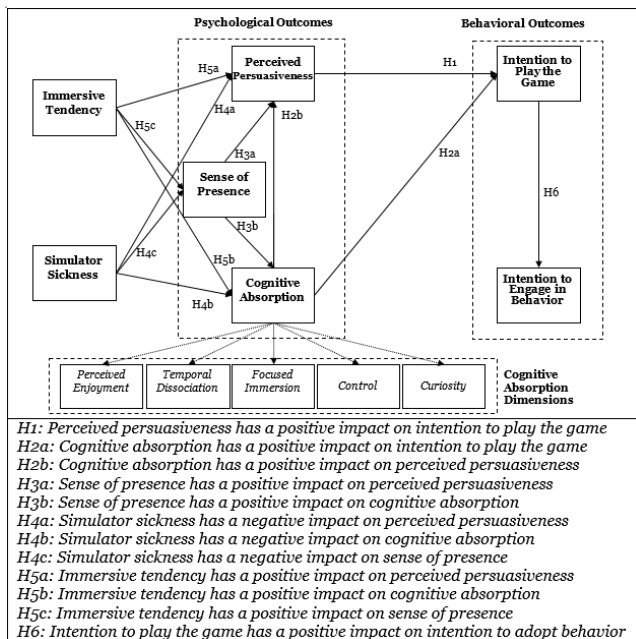 Psychological Outcomes
Behavioral Outcomes
Perceived
Persuasiveness
Intention to
Play the
Game
Immersive
Tendency
Sense of
Presence
Simulator
Sickness
Cognitive
Absorption
Intention to
Engage in
Behavior
H5a
H1
H4a
H2b
H5c
H3a
H2a
H6
H3b
H4c
H5b
H4b
Perceived
Enjoyment
Temporal
Dissociation
Focused
Immersion
Control
Curiosity
Cognitive
Absorption
Dimensions
H1: Perceived persuasiveness has a positive impact on intention to play the game
H2a: Cognitive absorption has a positive impact on intention to play the game
H2b: Cognitive absorption has a positive impact on perceived persuasiveness
H3a: Sense of presence has a positive impact on perceived persuasiveness
H3b: Sense of presence has a positive impact on cognitive absorption
H4a: Simulator sickness has a negative impact on perceived persuasiveness
H4b: Simulator sickness has a negative impact on cognitive absorption
H4c: Simulator sickness has a negative impact on sense of presence
H5a: Immersive tendency has a positive impact on perceived persuasiveness
H5b: Immersive tendency has a positive impact on cognitive absorption
H5c: Immersive tendency has a positive impact on sense of presence
H6: Intention to play the game has a positive impact on intention to adopt behavior